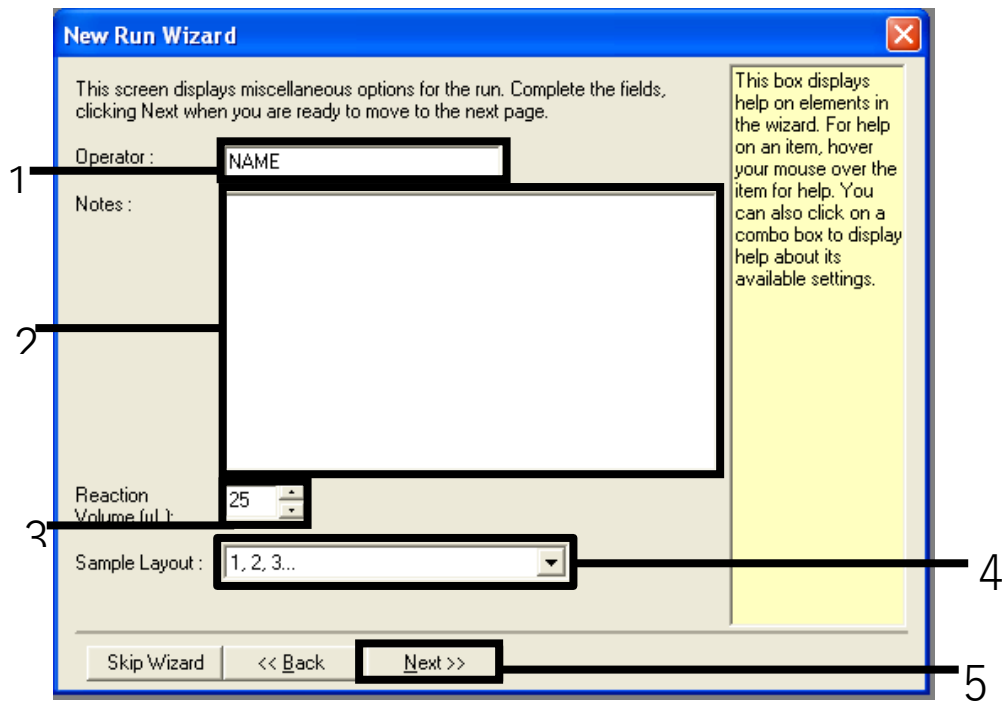 New Run Wizard
This screen displays miscellaneous options for the run. Complete the fields,
clicking Next when you are ready to move to the next page.
Operator :
NAME
1
Notes :
2
Reaction
Volume (µL):
25
3
Sample Layout :
1, 2, 3...
4
Skip Wizard
<< Back
Next >>
5
This box displays
help on elements in
the wizard. For help
on an item, hover
your mouse over the
item for help. You
can also click on a
combo box to display
help about its
available settings.